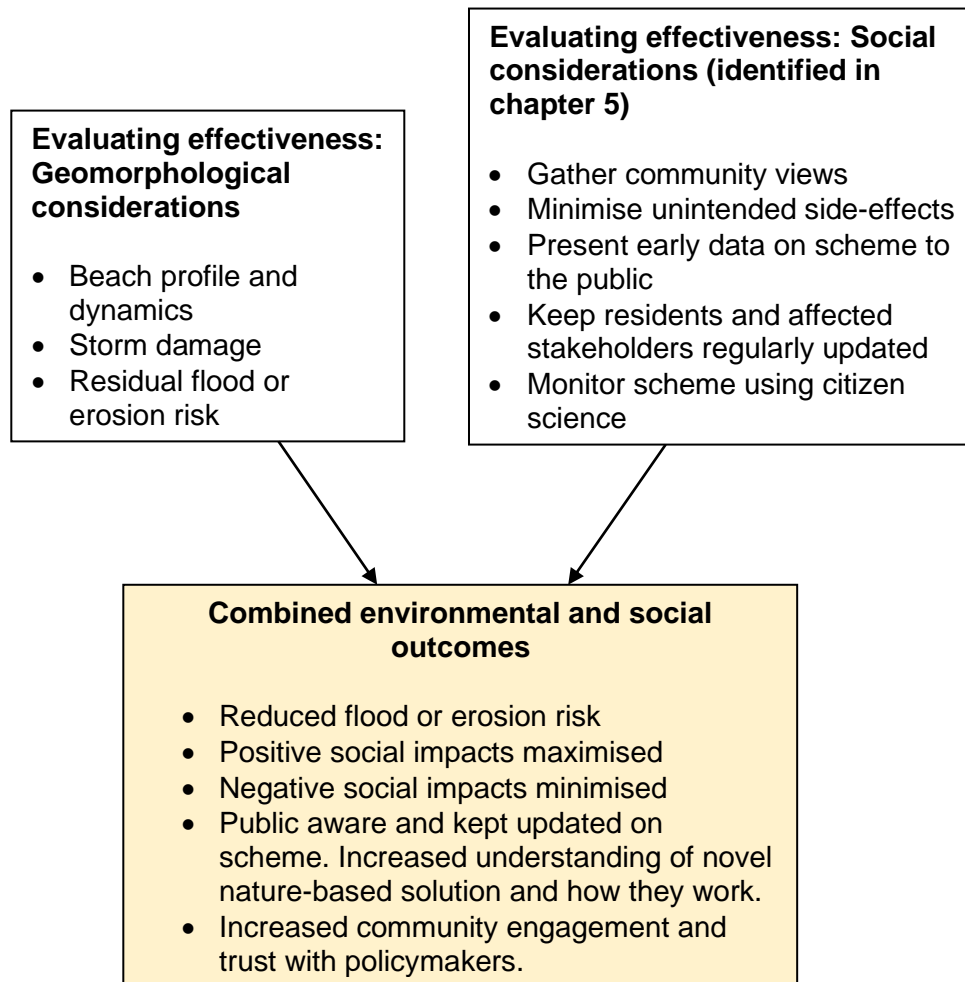 Evaluating effectiveness:
Geomorphological
considerations
• Beach profile and
dynamics
• Storm damage
• Residual flood or
erosion risk
Evaluating effectiveness: Social
considerations (identified in
chapter 5)
• Gather community views
• Minimise unintended side-effects
• Present early data on scheme to
the public
• Keep residents and affected
stakeholders regularly updated
• Monitor scheme using citizen
science
Combined environmental and social
outcomes
• Reduced flood or erosion risk
• Positive social impacts maximised
• Negative social impacts minimised
• Public aware and kept updated on
scheme. Increased understanding of novel
nature-based solution and how they work.
• Increased community engagement and
trust with policymakers.